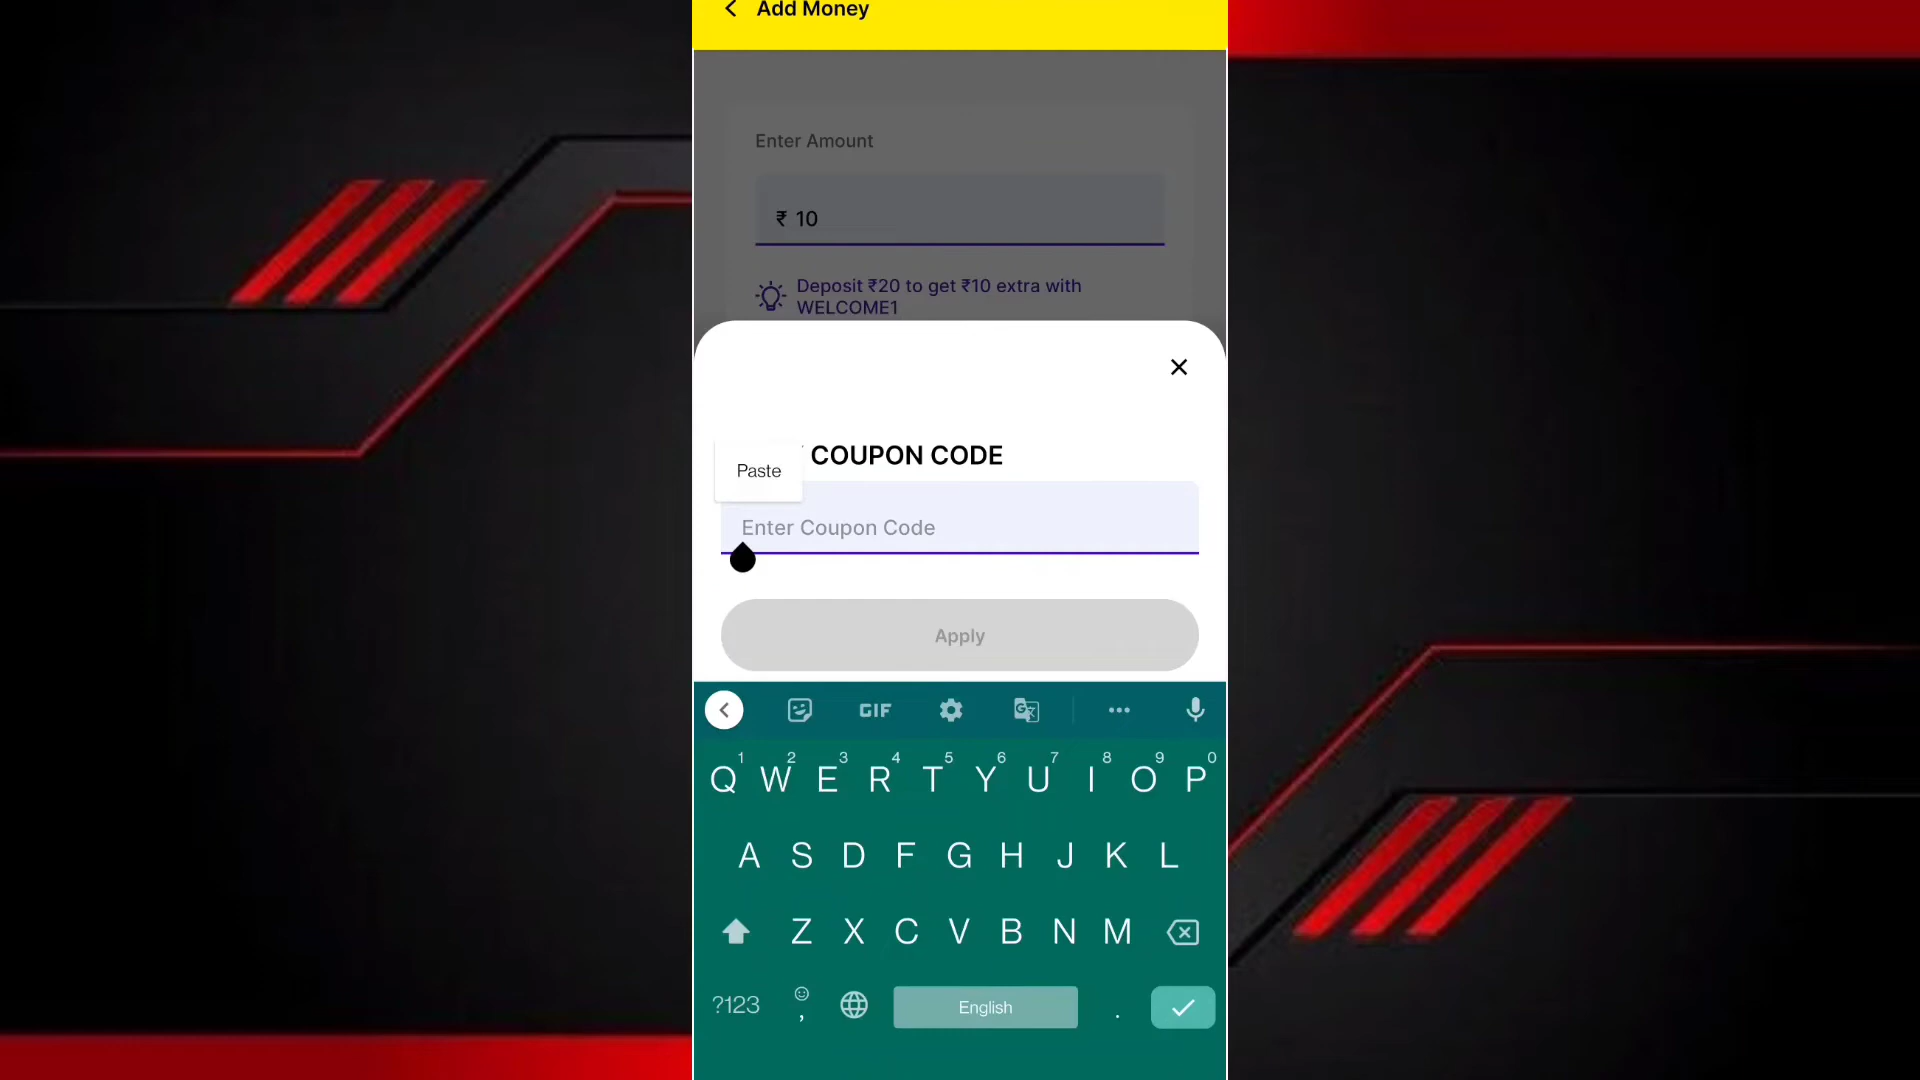 Add Money
Enter Amount
₹ 10
Deposit ₹20 to get ₹10 extra with
WELCOME1
COUPON CODE
Paste
Enter Coupon Code
Apply
GIF
1 2 3 4 5 6 7 8 9 0
Q W E R T Y U I O P
A S D F G H J K L
Z X C V B N M
?123 , English .